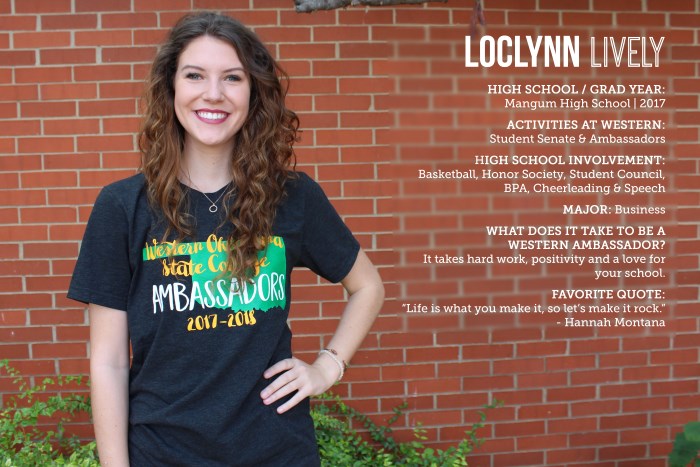 LOCLYNN LIVELY
HIGH SCHOOL / GRAD YEAR:
Mangum High School | 2017
ACTIVITIES AT WESTERN:
Student Senate & Ambassadors
HIGH SCHOOL INVOLVEMENT:
Basketball, Honor Society, Student Council,
BPA, Cheerleading & Speech
MAJOR: Business
WHAT DOES IT TAKE TO BE A
WESTERN AMBASSADOR?
It takes hard work, positivity and a love for
your school.
FAVORITE QUOTE:
“Life is what you make it, so let’s make it rock.”
- Hannah Montana
Western Oklahoma
State College
AMBASSADORS
2017-2018